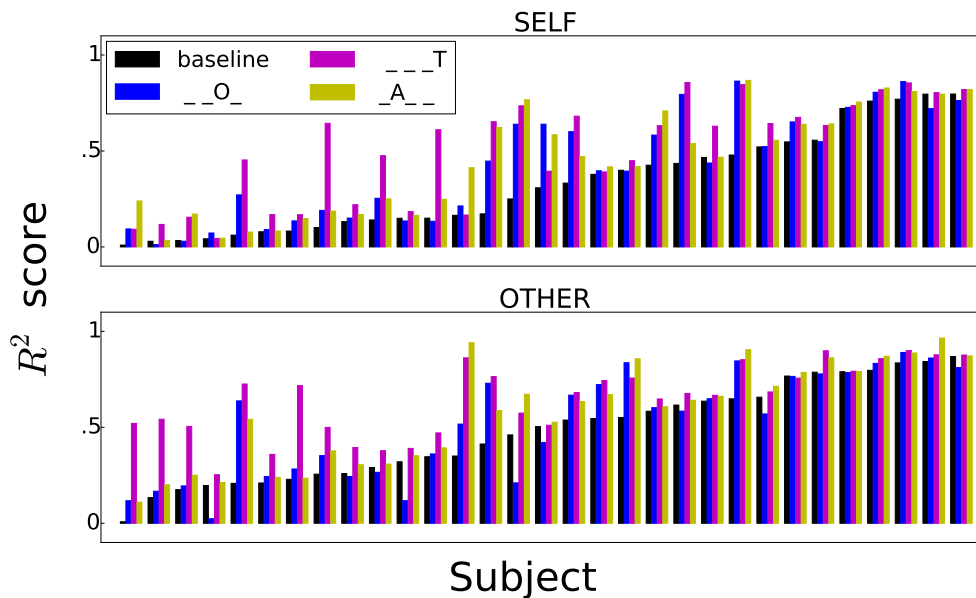 SELF
1
.5
0
baseline
_ _O_
_ _ _T
_A_ _
OTHER
1
.5
0
R² score
Subject